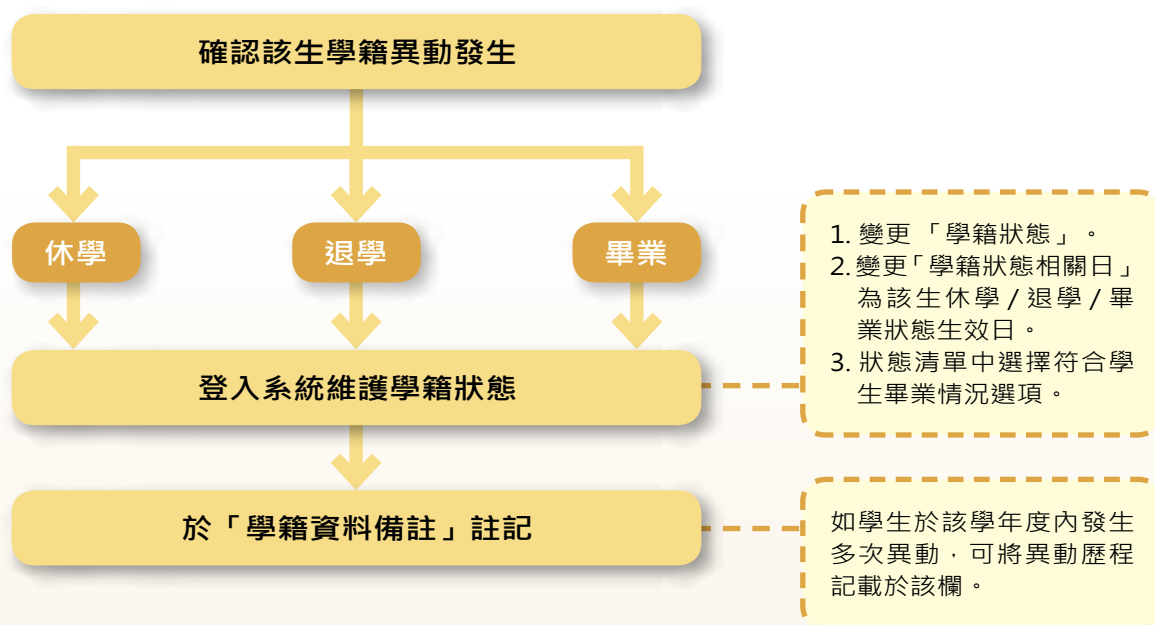 確認該生學籍異動發生
休學
退學
畢業
1. 變更「學籍狀態」。
2. 變更「學籍狀態相關日」
為該生休學/退學/畢
業狀態生效日。
3. 狀態清單中選擇符合學
生畢業情況選項。
登入系統維護學籍狀態
於「學籍資料備註」註記
如學生於該學年度內發生
多次異動，可將異動歷程
記載於該欄。